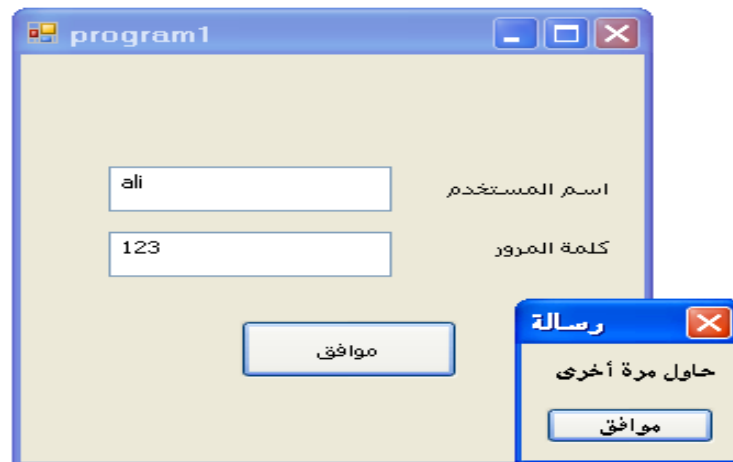 program1
اسم المستخدم ali
كلمة المرور 123
موافق
رسالة
حاول مرة أخرى
موافق